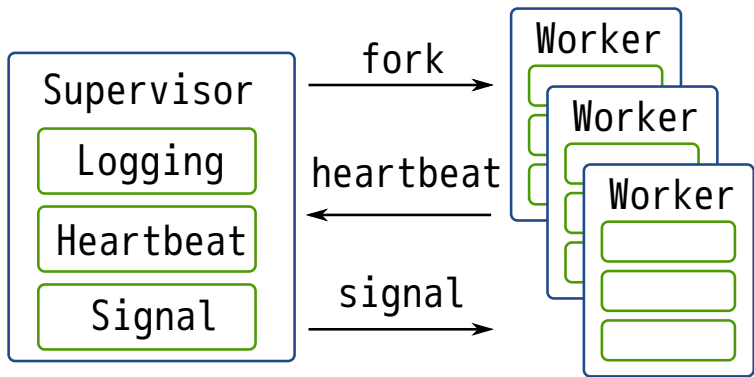 Supervisor
Logging
Heartbeat
Signal
fork
heartbeat
signal
Worker
Worker
Worker